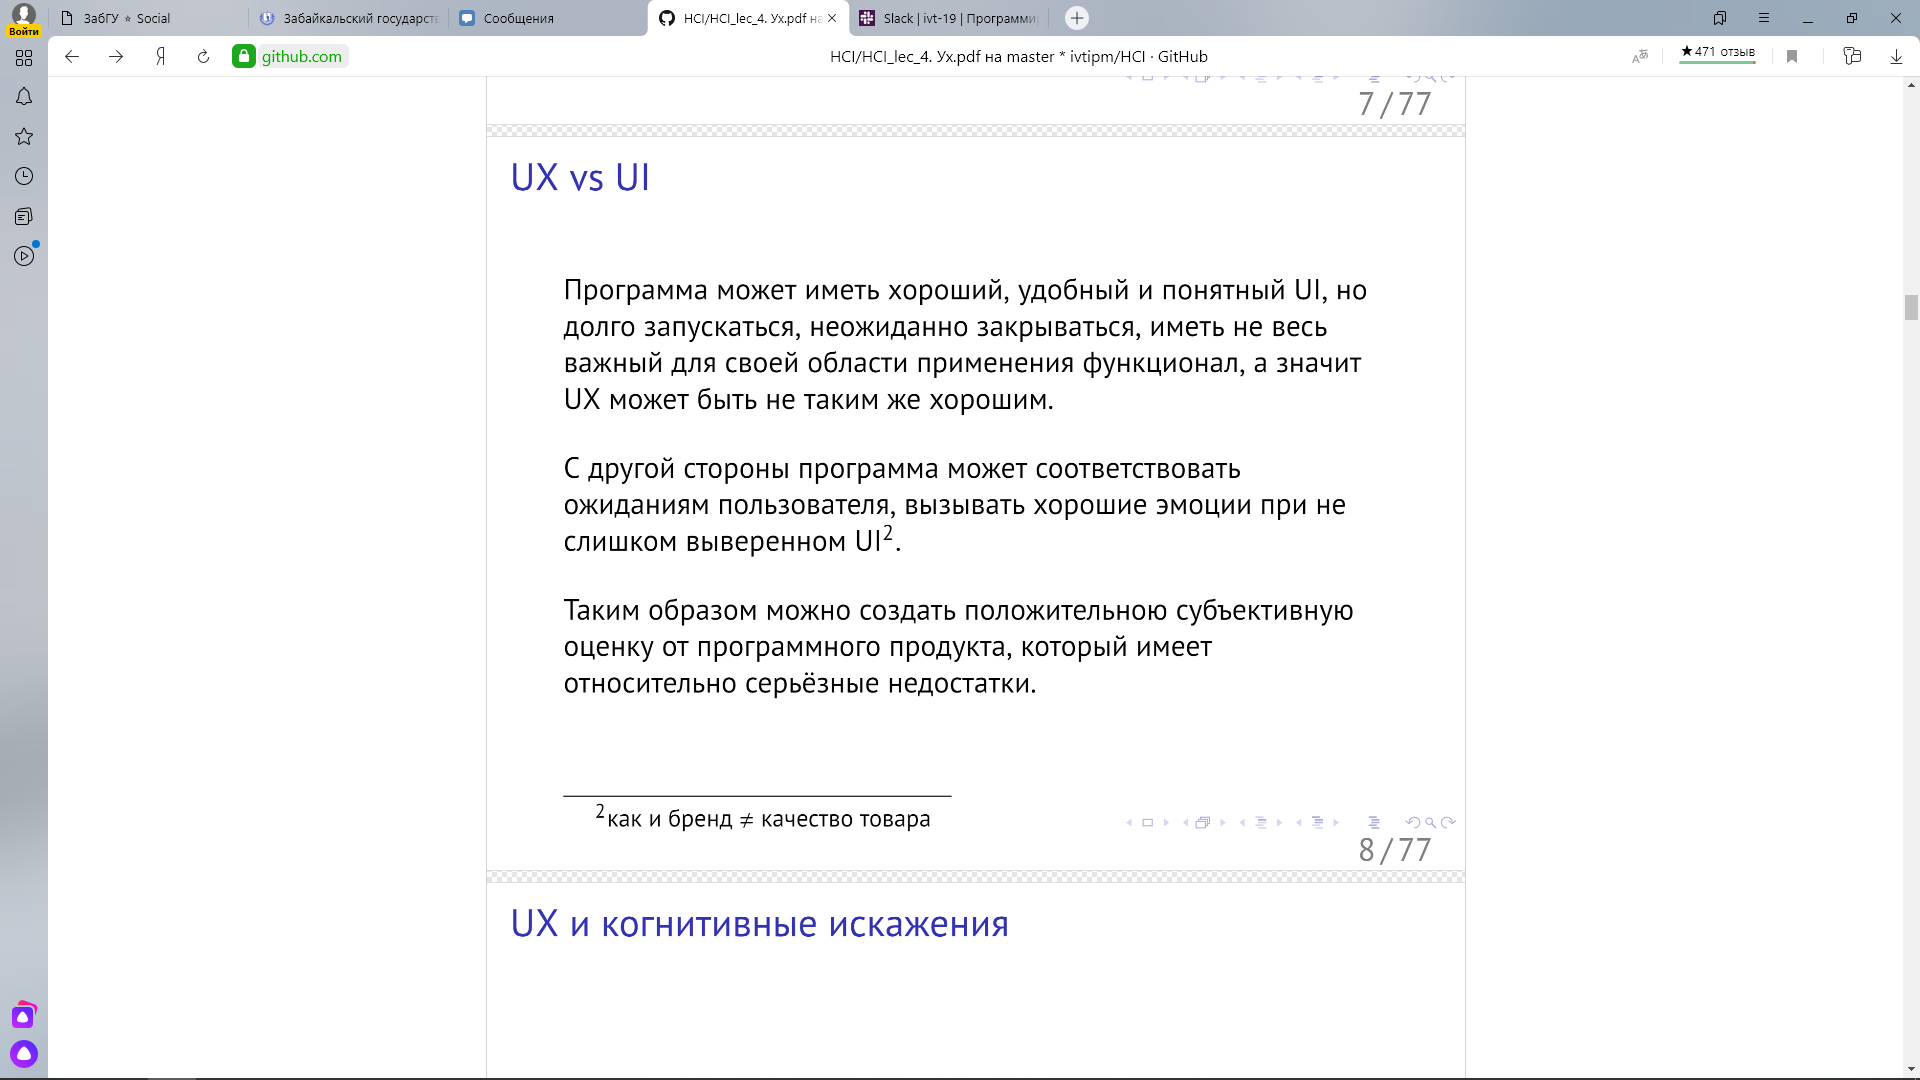 ЗабГУ ⚭ Social
Забайкальский государств
Сообщения
HCI/HCI_lec_4. Ух.pdf на
Slack | ivt-19 | Программи
Войти
Я
github.com
HCI/HCI_lec_4. Ух.pdf на master * ivtipm/HCI · GitHub
★471 отзыв
7 / 77
UX vs UI
Программа может иметь хороший, удобный и понятный UI, но
долго запускаться, неожиданно закрываться, иметь не весь
важный для своей области применения функционал, а значит
UX может быть не таким же хорошим.
С другой стороны программа может соответствовать
ожиданиям пользователя, вызывать хорошие эмоции при не
слишком выверенном UI².
Таким образом можно создать положительною субъективную
оценку от программного продукта, который имеет
относительно серьёзные недостатки.
²как и бренд ≠ качество товара
8 / 77
UX и когнитивные искажения